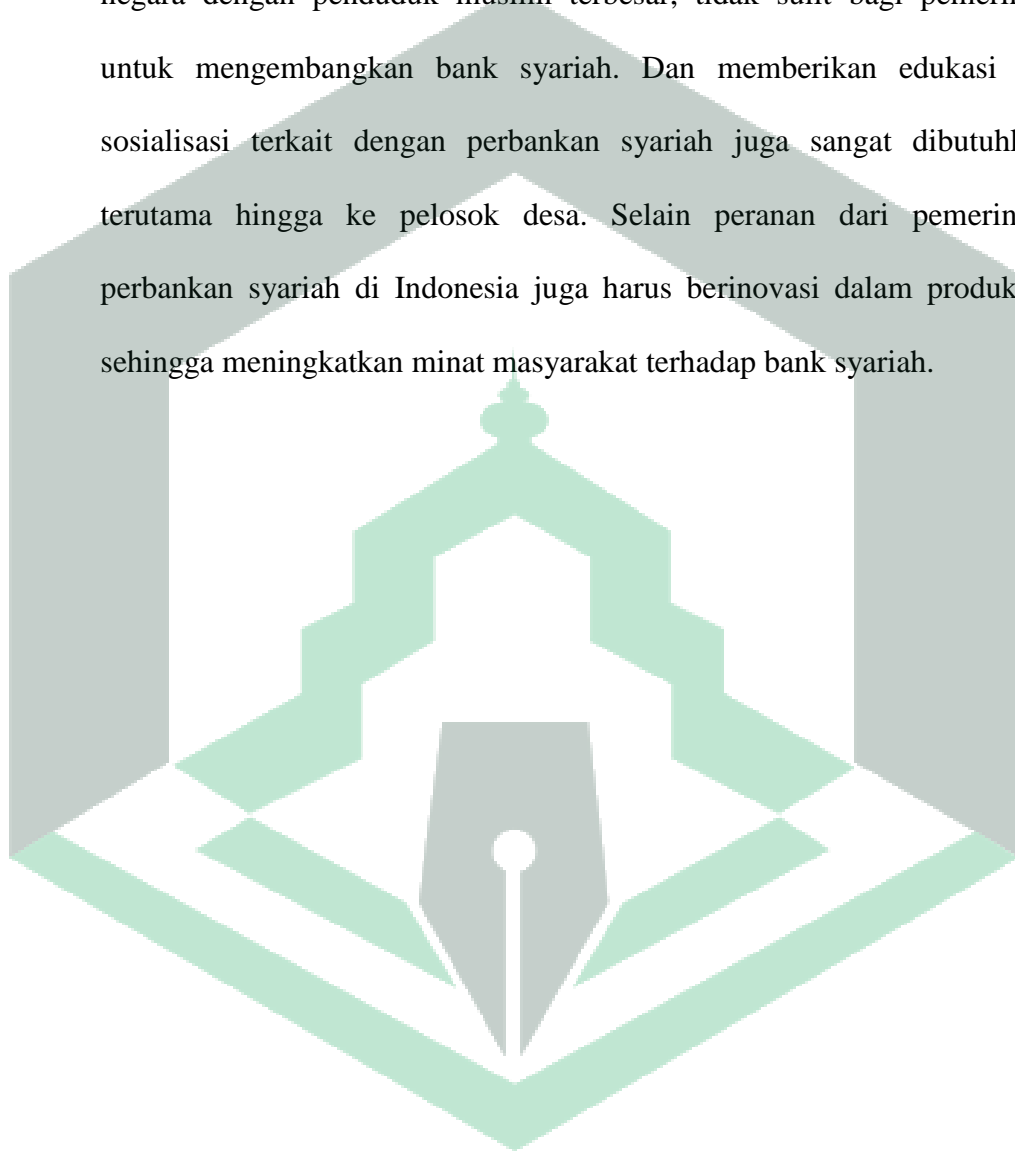 negara dengan penduduk muslim terbesar, tidak sulit bagi
untuk mengembangkan bank syariah. Dan memberikan edukasi
sosialisasi terkait dengan perbankan syariah juga sangat
terutama hingga ke pelosok desa. Selain peranan dari
perbankan syariah di Indonesia juga harus berinovasi dalam produk
sehingga meningkatkan minat masyarakat terhadap bank syariah.